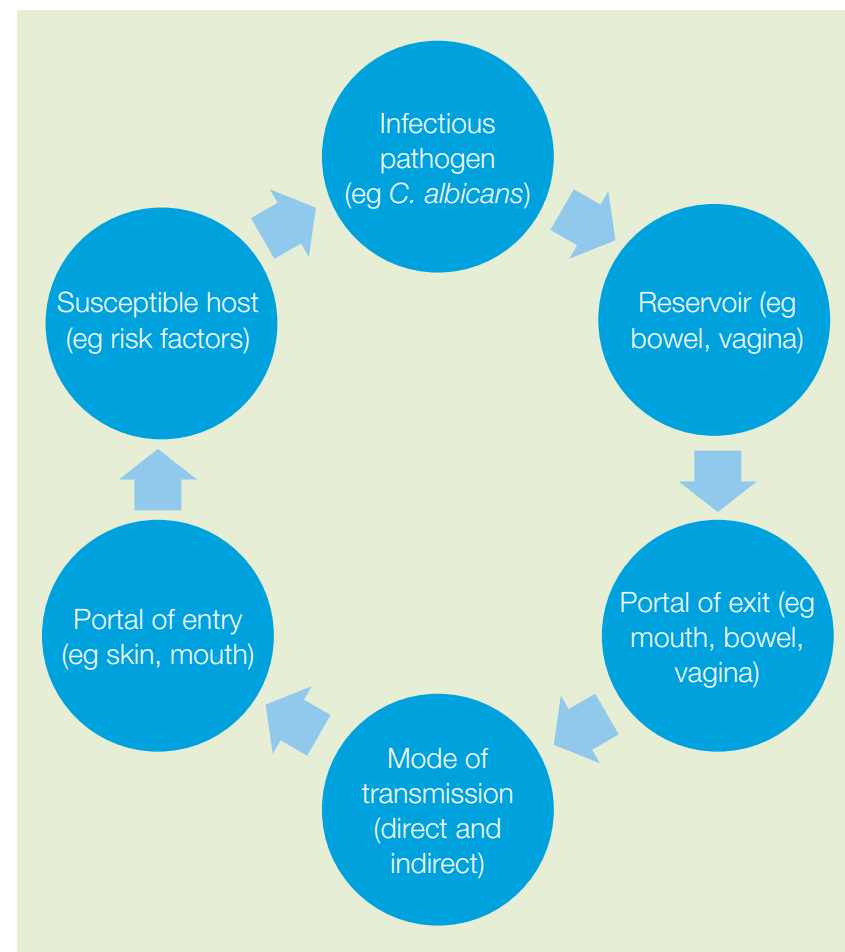 Infectious
pathogen
(eg C. albicans)
Reservoir (eg
bowel, vagina)
Portal of exit (eg
mouth, bowel,
vagina)
Mode of
transmission
(direct and
indirect)
Portal of entry
(eg skin, mouth)
Susceptible host
(eg risk factors)